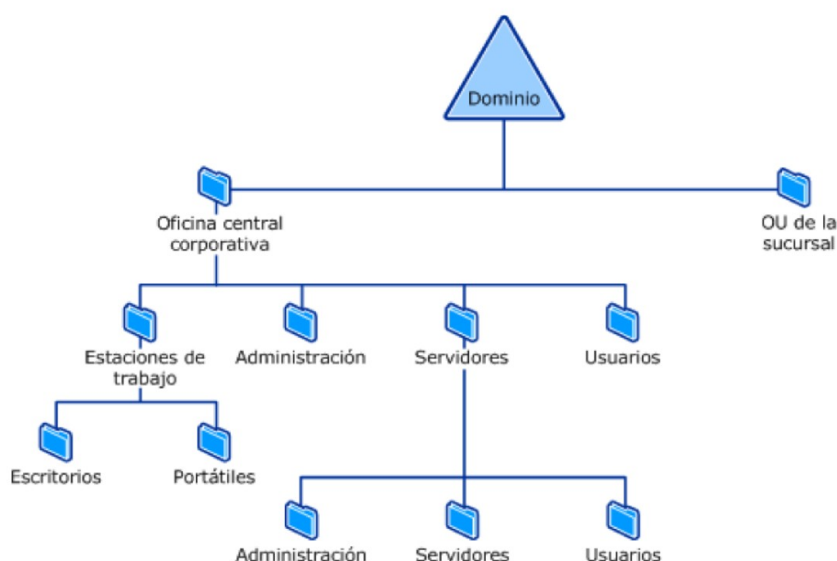 Dominio
Oficina central
corporativa
OU de la
sucursal
Estaciones de
trabajo
Administración
Servidores
Usuarios
Escritorios
Portátiles
Administración
Servidores
Usuarios